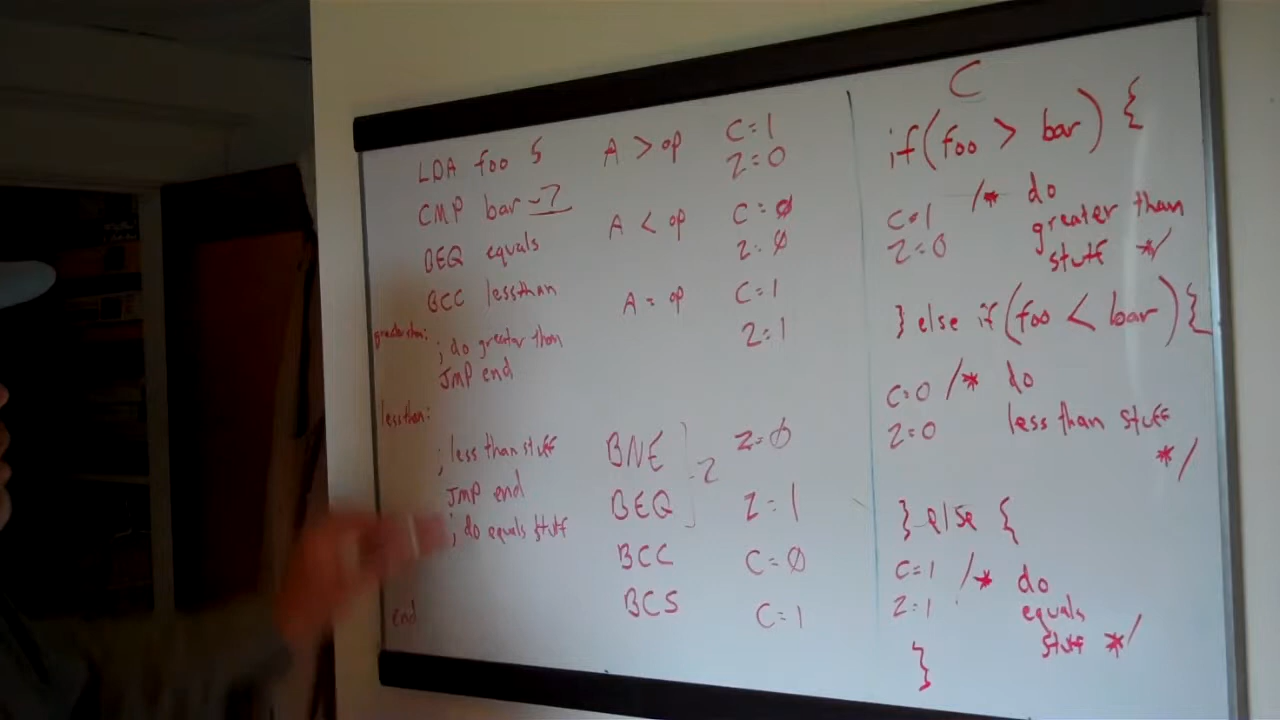 LDA foo 5
CMP bar -7
BEQ equals
BCC lessthan
greaterthan:
; do greater than
JMP end
lessthan:
; less than stuff
JMP end
; do equals stuff
end
A > op C=1
Z=0
A < op C=0
Z=0
A = op C=1
Z=1
BNE Z=0
BEQ Z=1
-Z
BCC C=0
BCS C=1
C
if(foo > bar) {
C=1 /* do
Z=0 greater than
stuff */
} else if(foo < bar){
C=0 /* do
Z=0 less than stuff
*/
} else {
C=1 /* do
Z=1 equals
stuff */
}